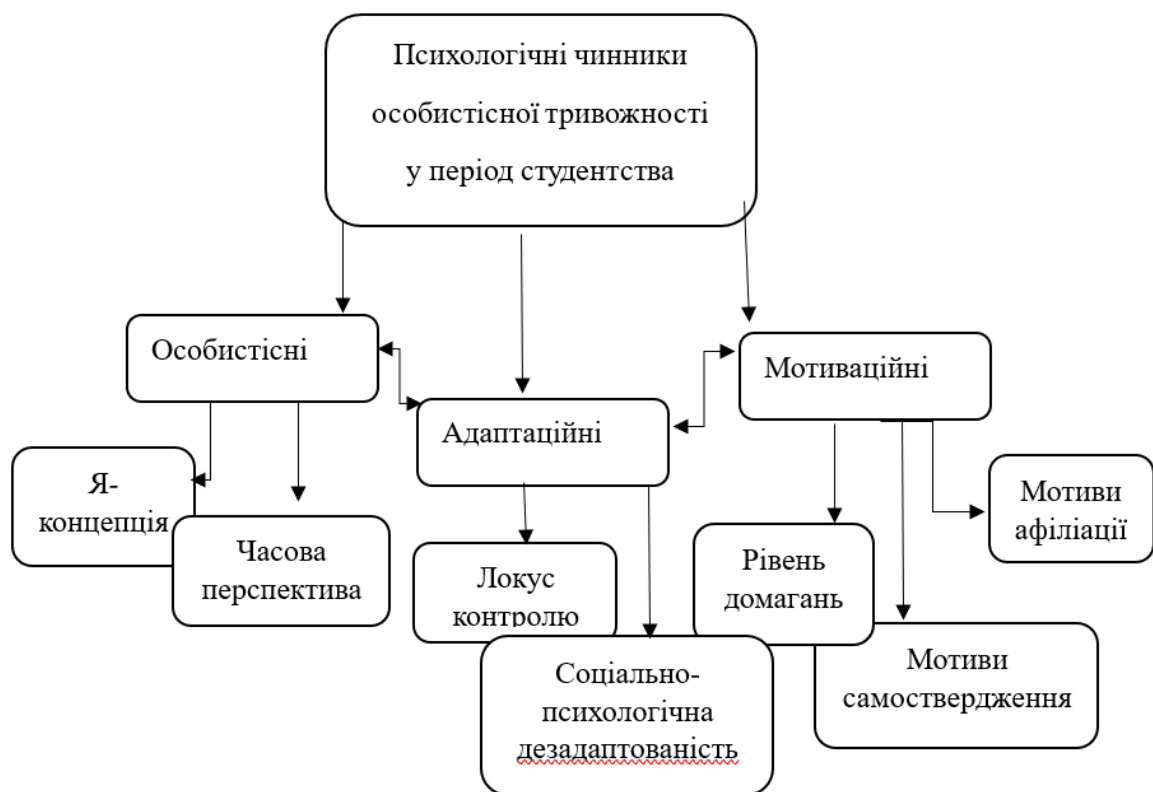 Психологічні чинники
особистісної тривожності
у період студентства
Особистісні
Адаптаційні
Мотиваційні
Я-
концепція
Часова
перспектива
Локус
контролю
Соціально-
психологічна
дезадаптованість
Рівень
домагань
Мотиви
самоствердження
Мотиви
афіліації